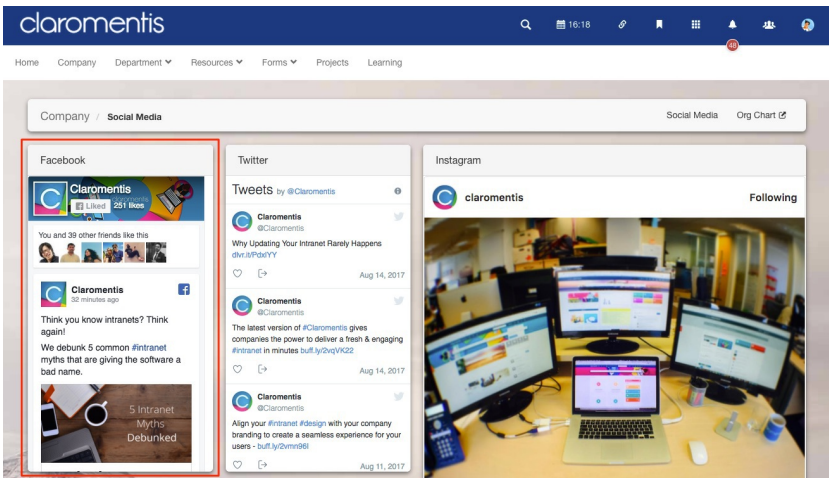 claromentis
16:18
48
Home Company Department Resources Forms Projects Learning
Company / Social Media
Social Media Org Chart
Facebook
Claromentis
Liked 251 likes
You and 39 other friends like this
Claromentis
32 minutes ago
Think you know intranets? Think
again!
We debunk 5 common #intranet
myths that are giving the software a
bad name.
5 Intranet
Myths
Debunked
Twitter
Tweets by @Claromentis
Claromentis
@Claromentis
Why Updating Your Intranet Rarely Happens
dlvr.it/PdxlYY
Aug 14, 2017
Claromentis
@Claromentis
The latest version of #Claromentis gives
companies the power to deliver a fresh & engaging
#intranet in minutes buff.ly/2vqVK22
Aug 14, 2017
Claromentis
@Claromentis
Align your #intranet #design with your company
branding to create a seamless experience for your
users - buff.ly/2vmn96I
Aug 11, 2017
Instagram
claromentis
Following